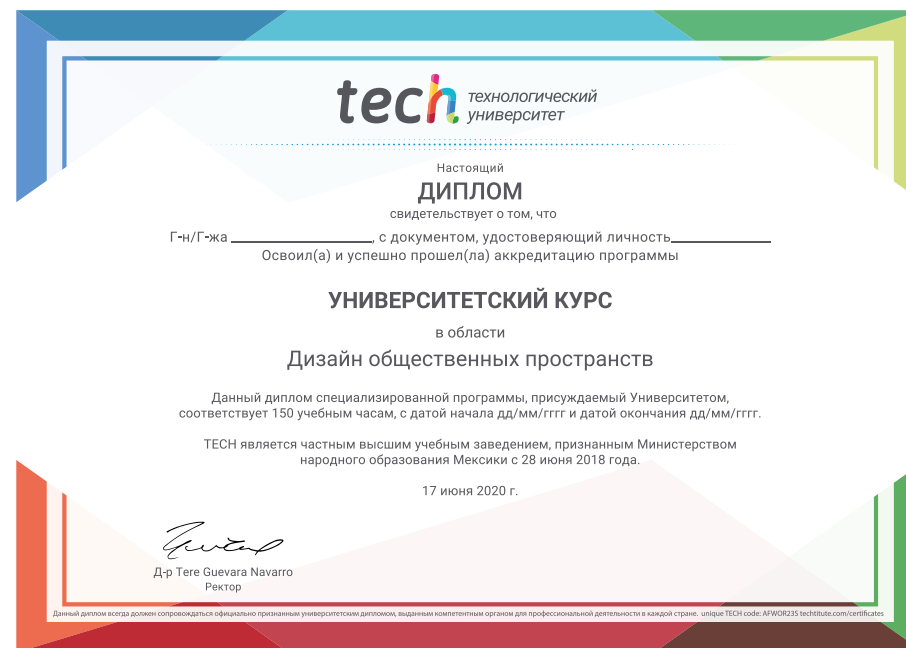 tech технологический
университет
Настоящий
ДИПЛОМ
свидетельствует о том, что
Г-н/Г-жа ________________, с документом, удостоверяющий личность____________
Освоил(а) и успешно прошел(ла) аккредитацию программы
УНИВЕРСИТЕТСКИЙ КУРС
в области
Дизайн общественных пространств
Данный диплом специализированной программы, присуждаемый Университетом,
соответствует 150 учебным часам, с датой начала дд/мм/гггг и датой окончания дд/мм/гггг.
TECH является частным высшим учебным заведением, признанным Министерством
народного образования Мексики с 28 июня 2018 года.
17 июня 2020 г.
Д-р Tere Guevara Navarro
Ректор
Данный диплом всегда должен сопровождаться официально признанным университетским дипломом, выданным компетентным органом для профессиональной деятельности в каждой стране. unique TECH code: AFWOR23S techtitute.com/certificates